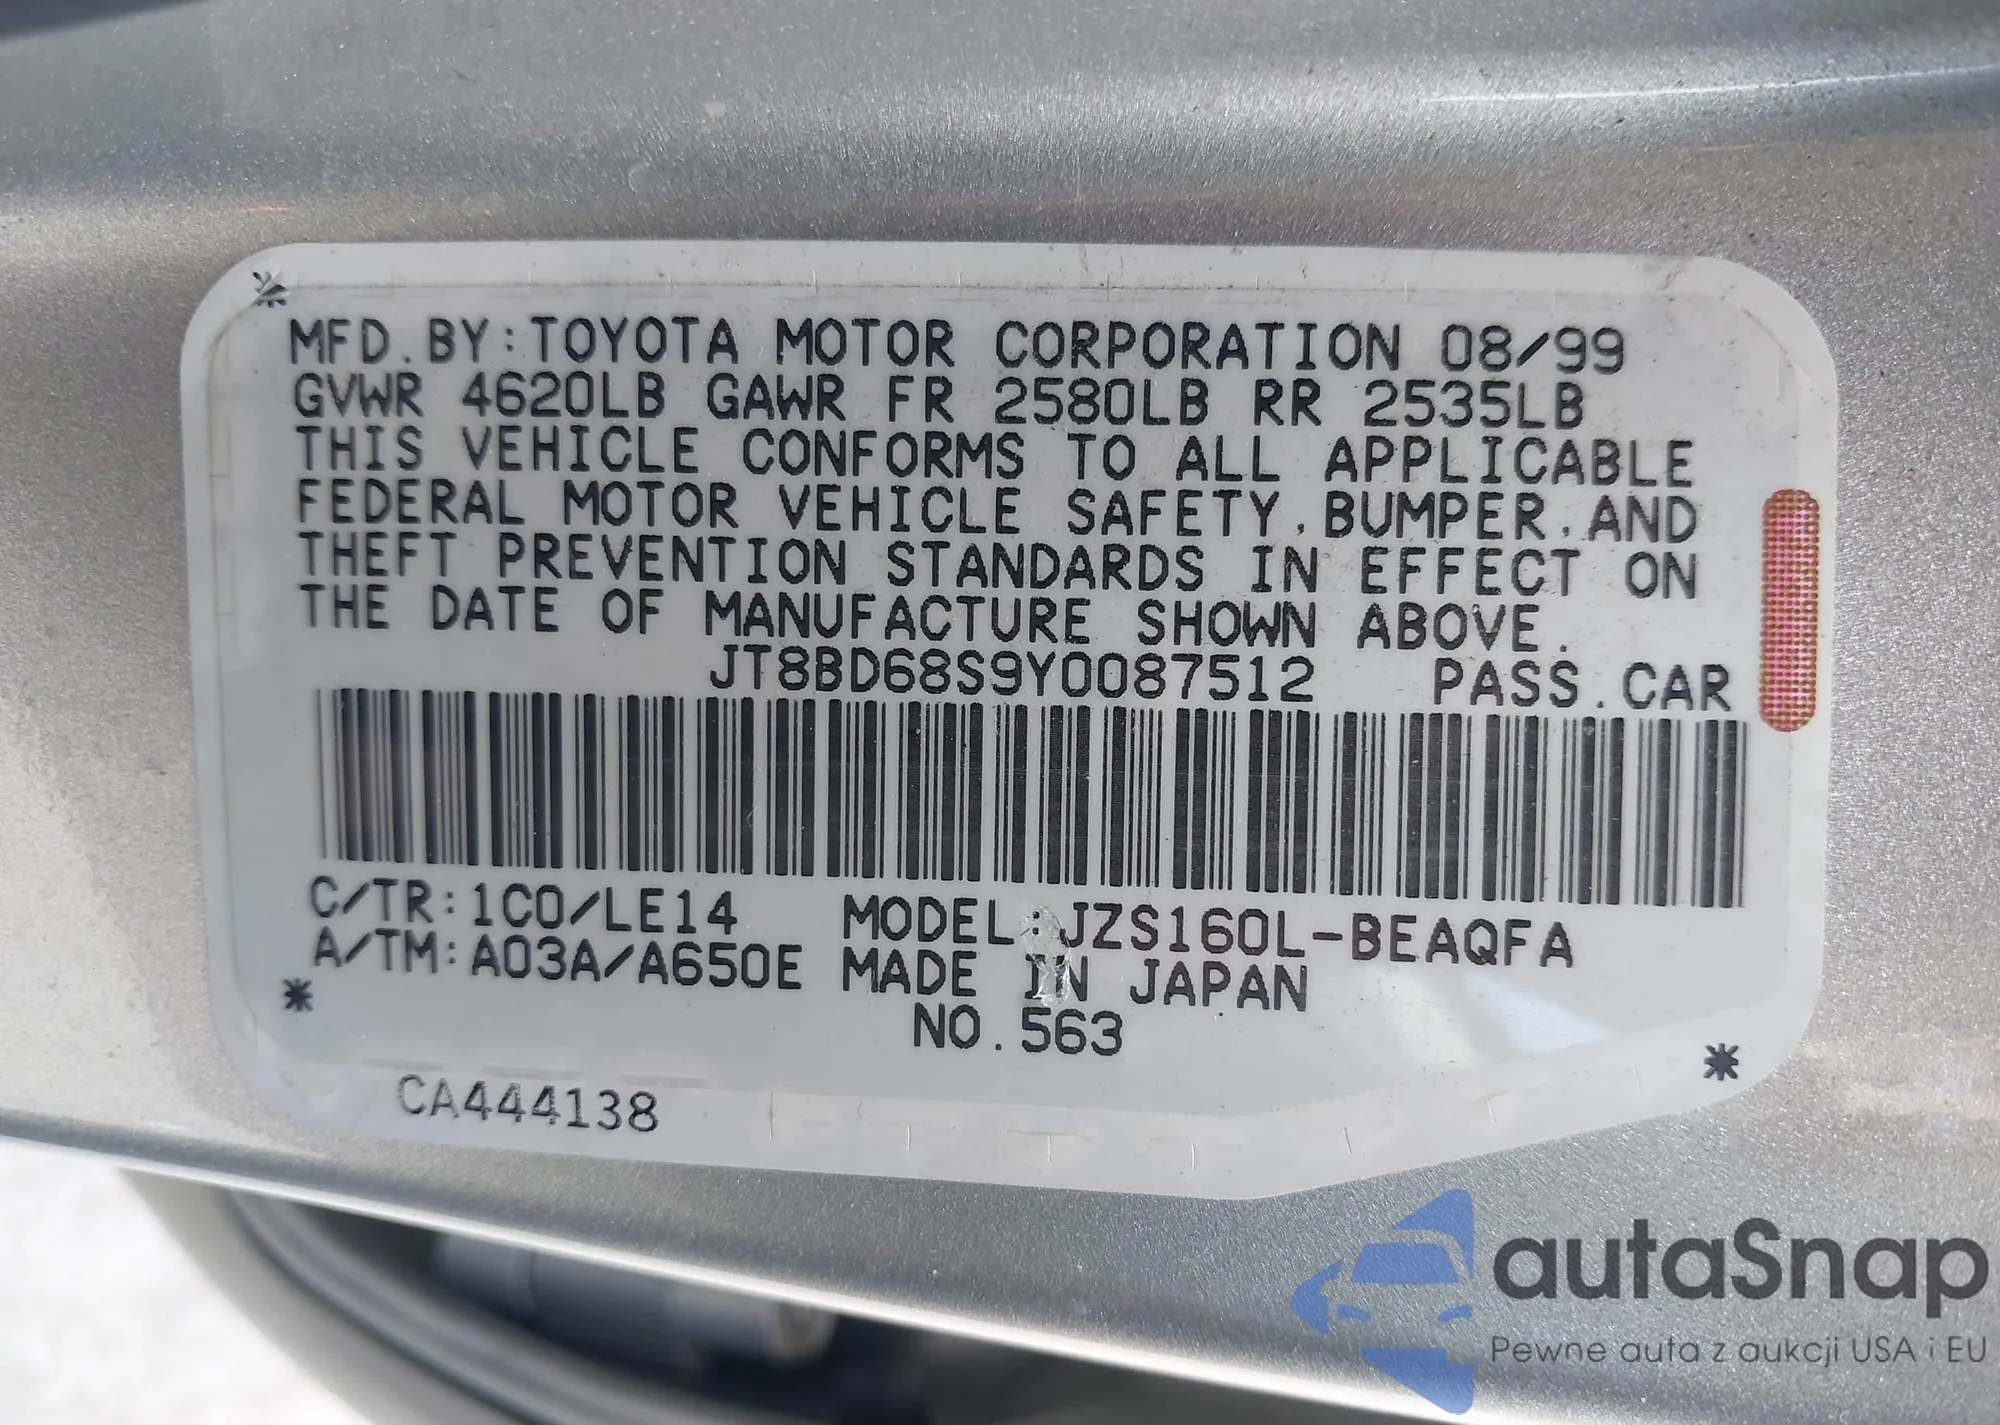 MFD.BY:TOYOTA MOTOR CORPORATION 08/99
GVWR 4620LB GAWR FR 2580LB RR 2535LB
THIS VEHICLE CONFORMS TO ALL APPLICABLE
FEDERAL MOTOR VEHICLE SAFETY,BUMPER,AND
THEFT PREVENTION STANDARDS IN EFFECT ON
THE DATE OF MANUFACTURE SHOWN ABOVE.
JT8BD68S9Y0087512 PASS.CAR
C/TR:1C0/LE14 MODEL:JZS160L-BEAQFA
A/TM:A03A/A650E MADE IN JAPAN
NO.563
CA444138
autaSnap
Pewne auta z aukcji USA i EU